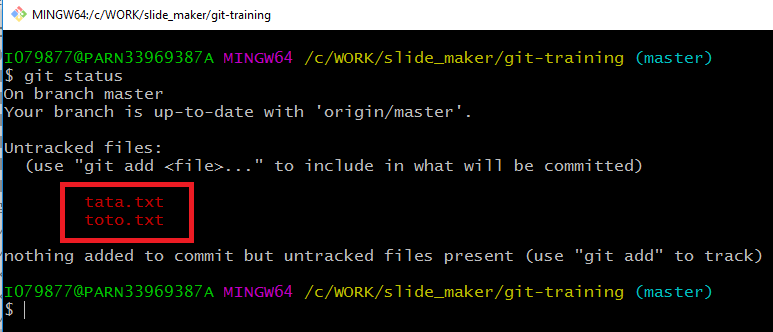 MINGW64:/c/WORK/slide_maker/git-training
I079877@PARN33969387A MINGW64 /c/WORK/slide_maker/git-training (master)
$ git status
On branch master
Your branch is up-to-date with 'origin/master'.
Untracked files:
(use "git add <file>..." to include in what will be committed)
tata.txt
toto.txt
nothing added to commit but untracked files present (use "git add" to track)
I079877@PARN33969387A MINGW64 /c/WORK/slide_maker/git-training (master)
$